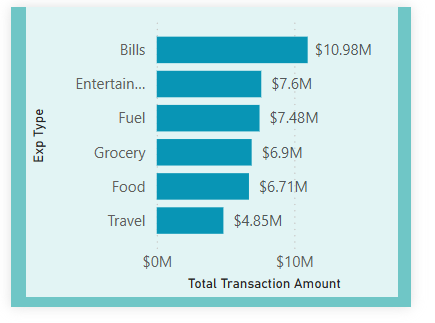 Exp Type
Bills $10.98M
Entertain... $7.6M
Fuel $7.48M
Grocery $6.9M
Food $6.71M
Travel $4.85M
$0M $10M
Total Transaction Amount